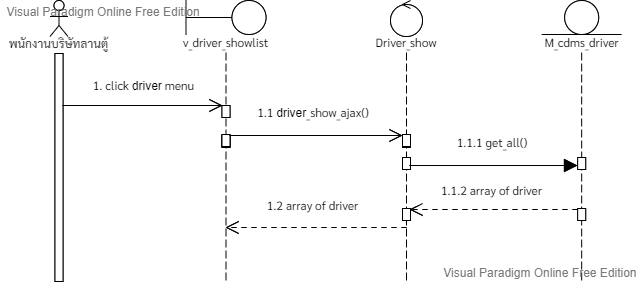 Visual Paradigm Online Free Edition
พนักงานบริษัทลานตู้
v_driver_showlist
Driver_show
M_cdms_driver
1. click driver menu
1.1 driver_show_ajax()
1.1.1 get_all()
1.1.2 array of driver
1.2 array of driver
Visual Paradigm Online Free Edition